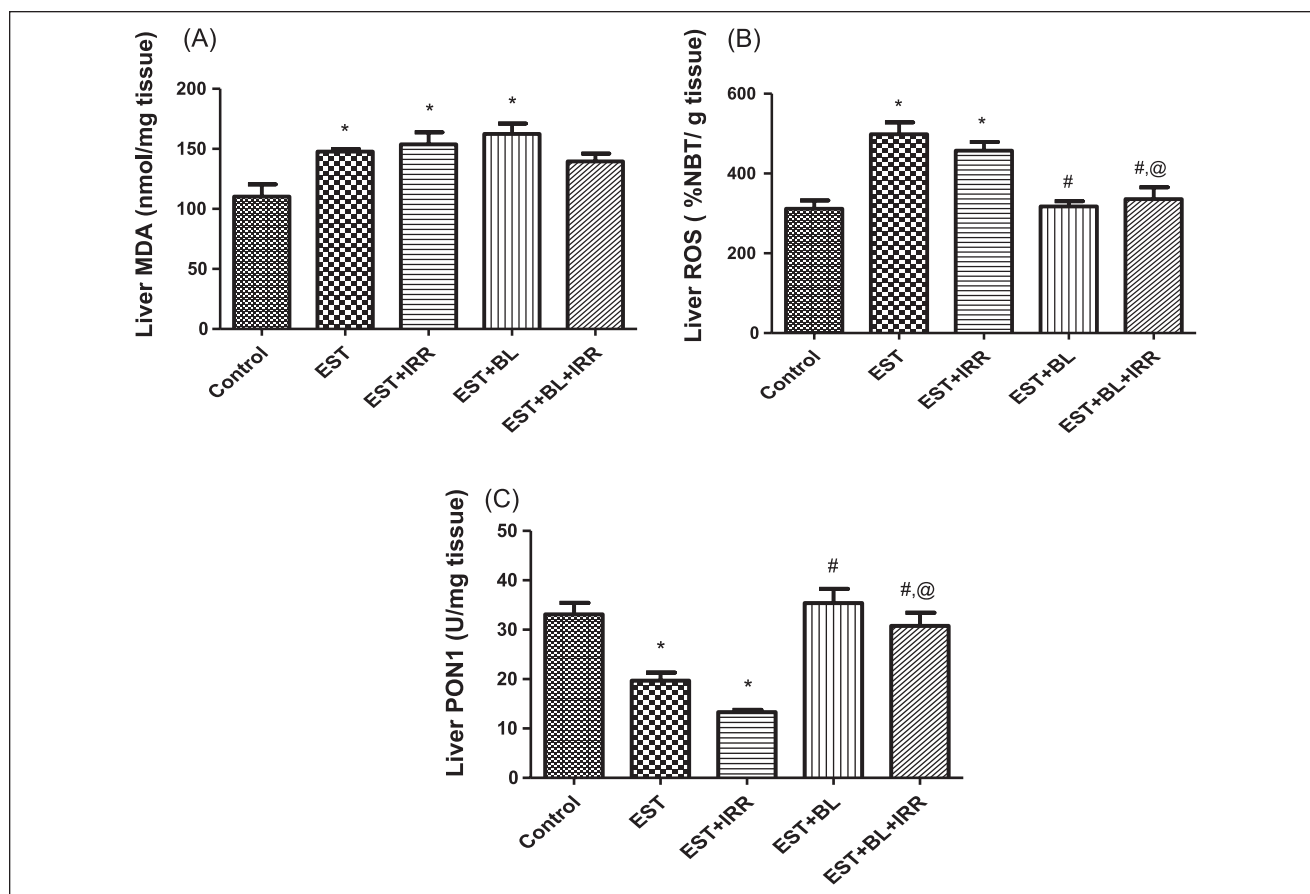 (A)
Liver MDA (nmol/mg tissue)
200
150
100
50
0
*
*
*
Control
EST
EST+IRR
EST+BL
EST+BL+IRR
(B)
Liver ROS ( %NBT/ g tissue)
600
400
200
0
*
*
#
#,@
Control
EST
EST+IRR
EST+BL
EST+BL+IRR
(C)
Liver PON1 (U/mg tissue)
50
40
30
20
10
0
*
*
#
#,@
Control
EST
EST+IRR
EST+BL
EST+BL+IRR